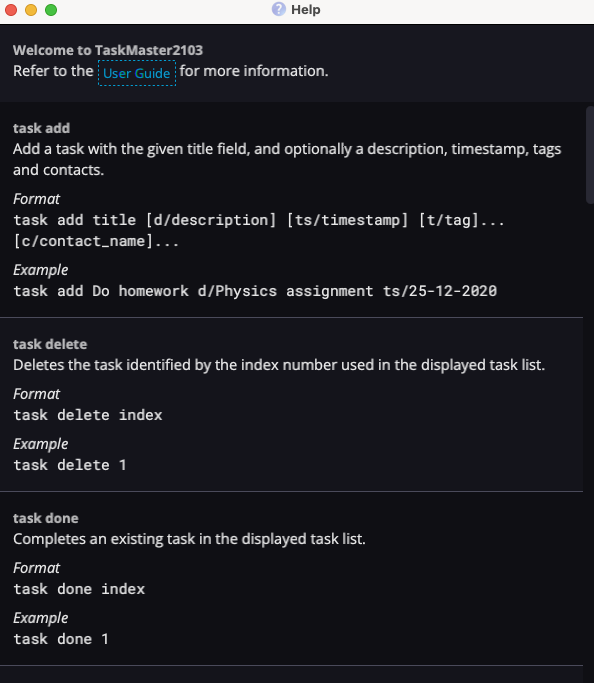 Help
Welcome to TaskMaster2103
Refer to the User Guide for more information.
task add
Add a task with the given title field, and optionally a description, timestamp, tags
and contacts.
Format
task add title [d/description] [ts/timestamp] [t/tag]...
[c/contact_name]...
Example
task add Do homework d/Physics assignment ts/25-12-2020
task delete
Deletes the task identified by the index number used in the displayed task list.
Format
task delete index
Example
task delete 1
task done
Completes an existing task in the displayed task list.
Format
task done index
Example
task done 1